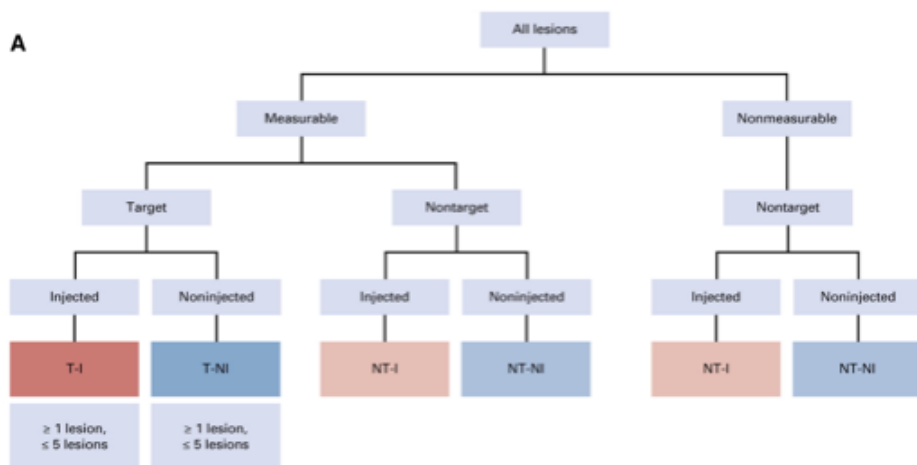 A
All lesions
Measurable
Nonmeasurable
Target
Nontarget
Nontarget
Injected
Noninjected
Injected
Noninjected
Injected
Noninjected
T-I
T-NI
NT-I
NT-NI
NT-I
NT-NI
≥ 1 lesion,
≤ 5 lesions
≥ 1 lesion,
≤ 5 lesions